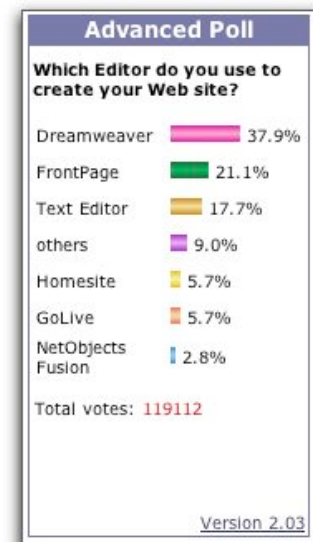 Advanced Poll
Which Editor do you use to
create your Web site?
Dreamweaver 37.9%
FrontPage 21.1%
Text Editor 17.7%
others 9.0%
Homesite 5.7%
GoLive 5.7%
NetObjects
Fusion 2.8%
Total votes: 119112
Version 2.03